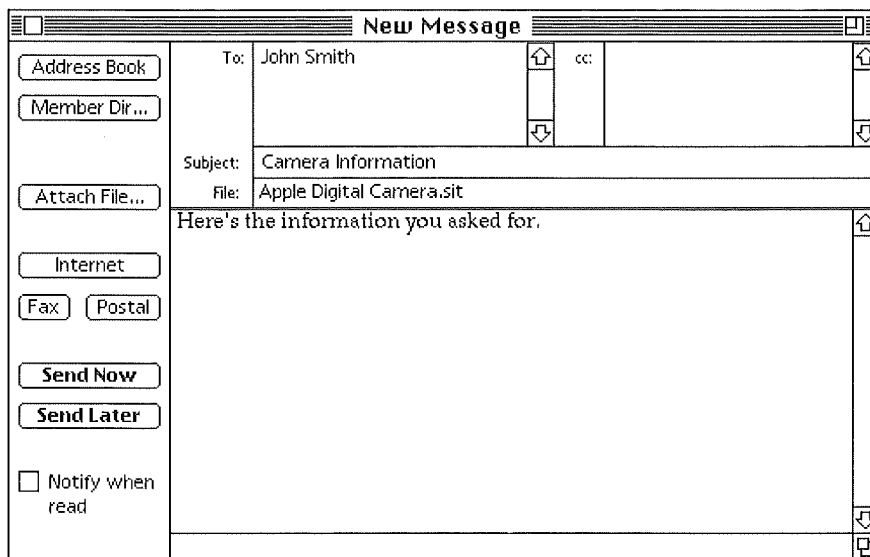 New Message
Address Book
Member Dir...
Attach File...
Internet
Fax Postal
Send Now
Send Later
Notify when
read
To: John Smith cc:
Subject: Camera Information
File: Apple Digital Camera.sit
Here's the information you asked for.